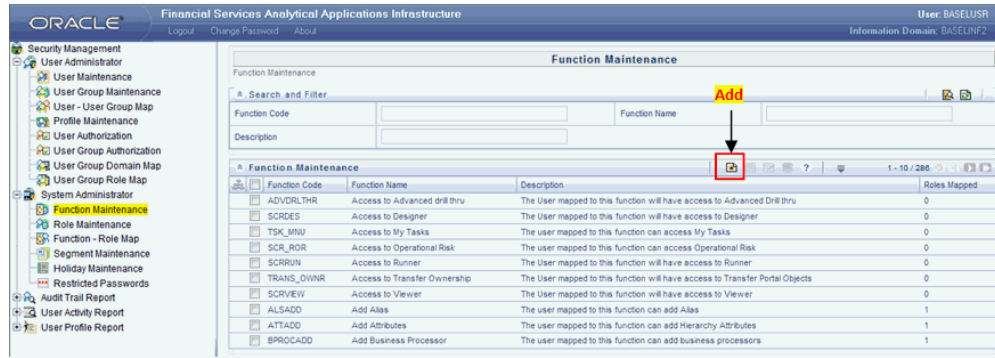 ORACLE®
Financial Services Analytical Applications Infrastructure
User: BASELUSR
Logout Change Password About
Information Domain: BASELINF2
Security Management
User Administrator
User Maintenance
User Group Maintenance
User - User Group Map
Profile Maintenance
User Authorization
User Group Authorization
User Group Domain Map
User Group Role Map
System Administrator
Function Maintenance
Role Maintenance
Function - Role Map
Segment Maintenance
Holiday Maintenance
Restricted Passwords
Audit Trail Report
User Activity Report
User Profile Report
Function Maintenance
Function Maintenance
Search and Filter
Add
Function Code
Function Name
Description
Function Maintenance
? 1 - 10 / 286
Function Code Function Name Description Roles Mapped
ADVDRLTHR Access to Advanced drill thru The User mapped to this function will have access to Advanced Drill thru 0
SCRDES Access to Designer The User mapped to this function will have access to Designer 0
TSK_MNU Access to My Tasks The user mapped to this function can access My Tasks 0
SCR_ROR Access to Operational Risk The user mapped to this function can access Operational Risk 0
SCRRUN Access to Runner The User mapped to this function will have access to Runner 0
TRANS_OWNR Access to Transfer Ownership The User mapped to this function will have access to Transfer Portal Objects 0
SCRVIEW Access to Viewer The User mapped to this function will have access to Viewer 0
ALSADD Add Alias The user mapped to this function can add Alias 1
ATTADD Add Attributes The user mapped to this function can add Hierarchy Attributes 1
BPROCADD Add Business Processor The user mapped to this function can add business processors 1